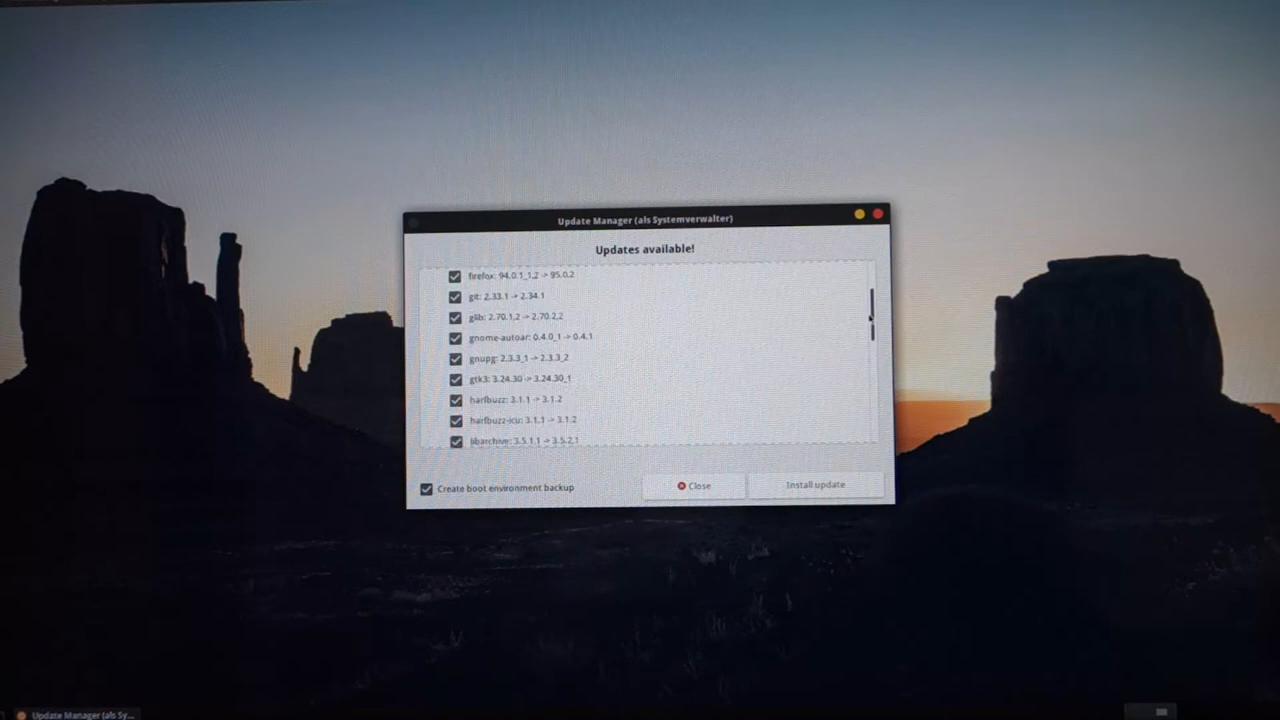 Update Manager (als Systemverwalter)
Updates available!
firefox: 94.0.1_1,2 -> 95.0.2
git: 2.33.1 -> 2.34.1
glib: 2.70.1,2 -> 2.70.2,2
gnome-autoar: 0.4.0_1 -> 0.4.1
gnupg: 2.3.3_1 -> 2.3.3_2
gtk3: 3.24.30 -> 3.24.30_1
harfbuzz: 3.1.1 -> 3.1.2
harfbuzz-icu: 3.1.1 -> 3.1.2
libarchive: 3.5.1,1 -> 3.5.2,1
Create boot environment backup
Close
Install update
Update Manager (als Sy...